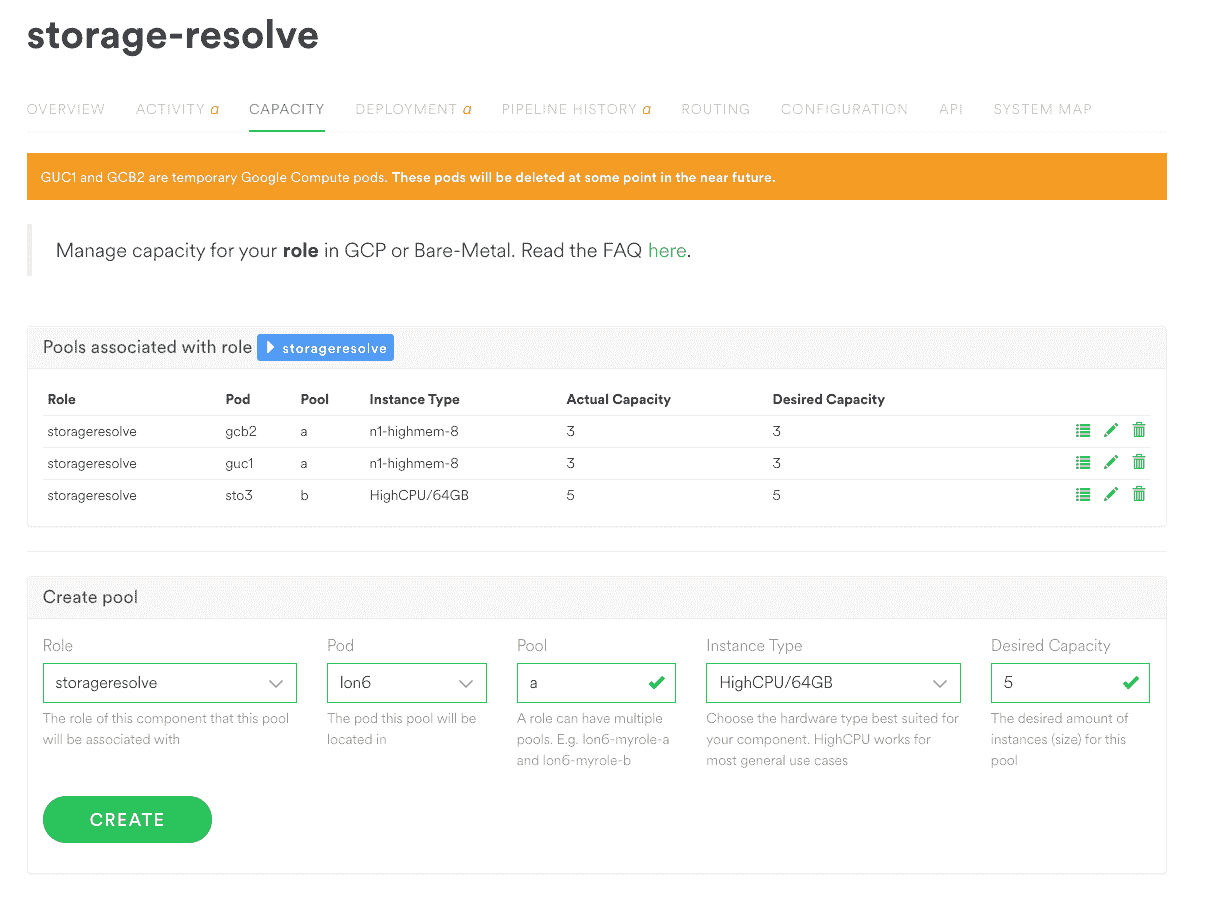 storage-resolve
OVERVIEW ACTIVITY α CAPACITY DEPLOYMENT α PIPELINE HISTORY α ROUTING CONFIGURATION API SYSTEM MAP
GUC1 and GCB2 are temporary Google Compute pods. These pods will be deleted at some point in the near future.
Manage capacity for your role in GCP or Bare-Metal. Read the FAQ here.
Pools associated with role storageresolve
Role Pod Pool Instance Type Actual Capacity Desired Capacity
storageresolve gcb2 a n1-highmem-8 3 3
storageresolve guc1 a n1-highmem-8 3 3
storageresolve sto3 b HighCPU/64GB 5 5
Create pool
Role Pod Pool Instance Type Desired Capacity
storageresolve lon6 a HighCPU/64GB 5
The role of this component that this pool
will be associated with
The pod this pool will be
located in
A role can have multiple
pools. E.g. lon6-myrole-a
and lon6-myrole-b
Choose the hardware type best suited for
your component. HighCPU works for
most general use cases
The desired amount of
instances (size) for this
pool
CREATE